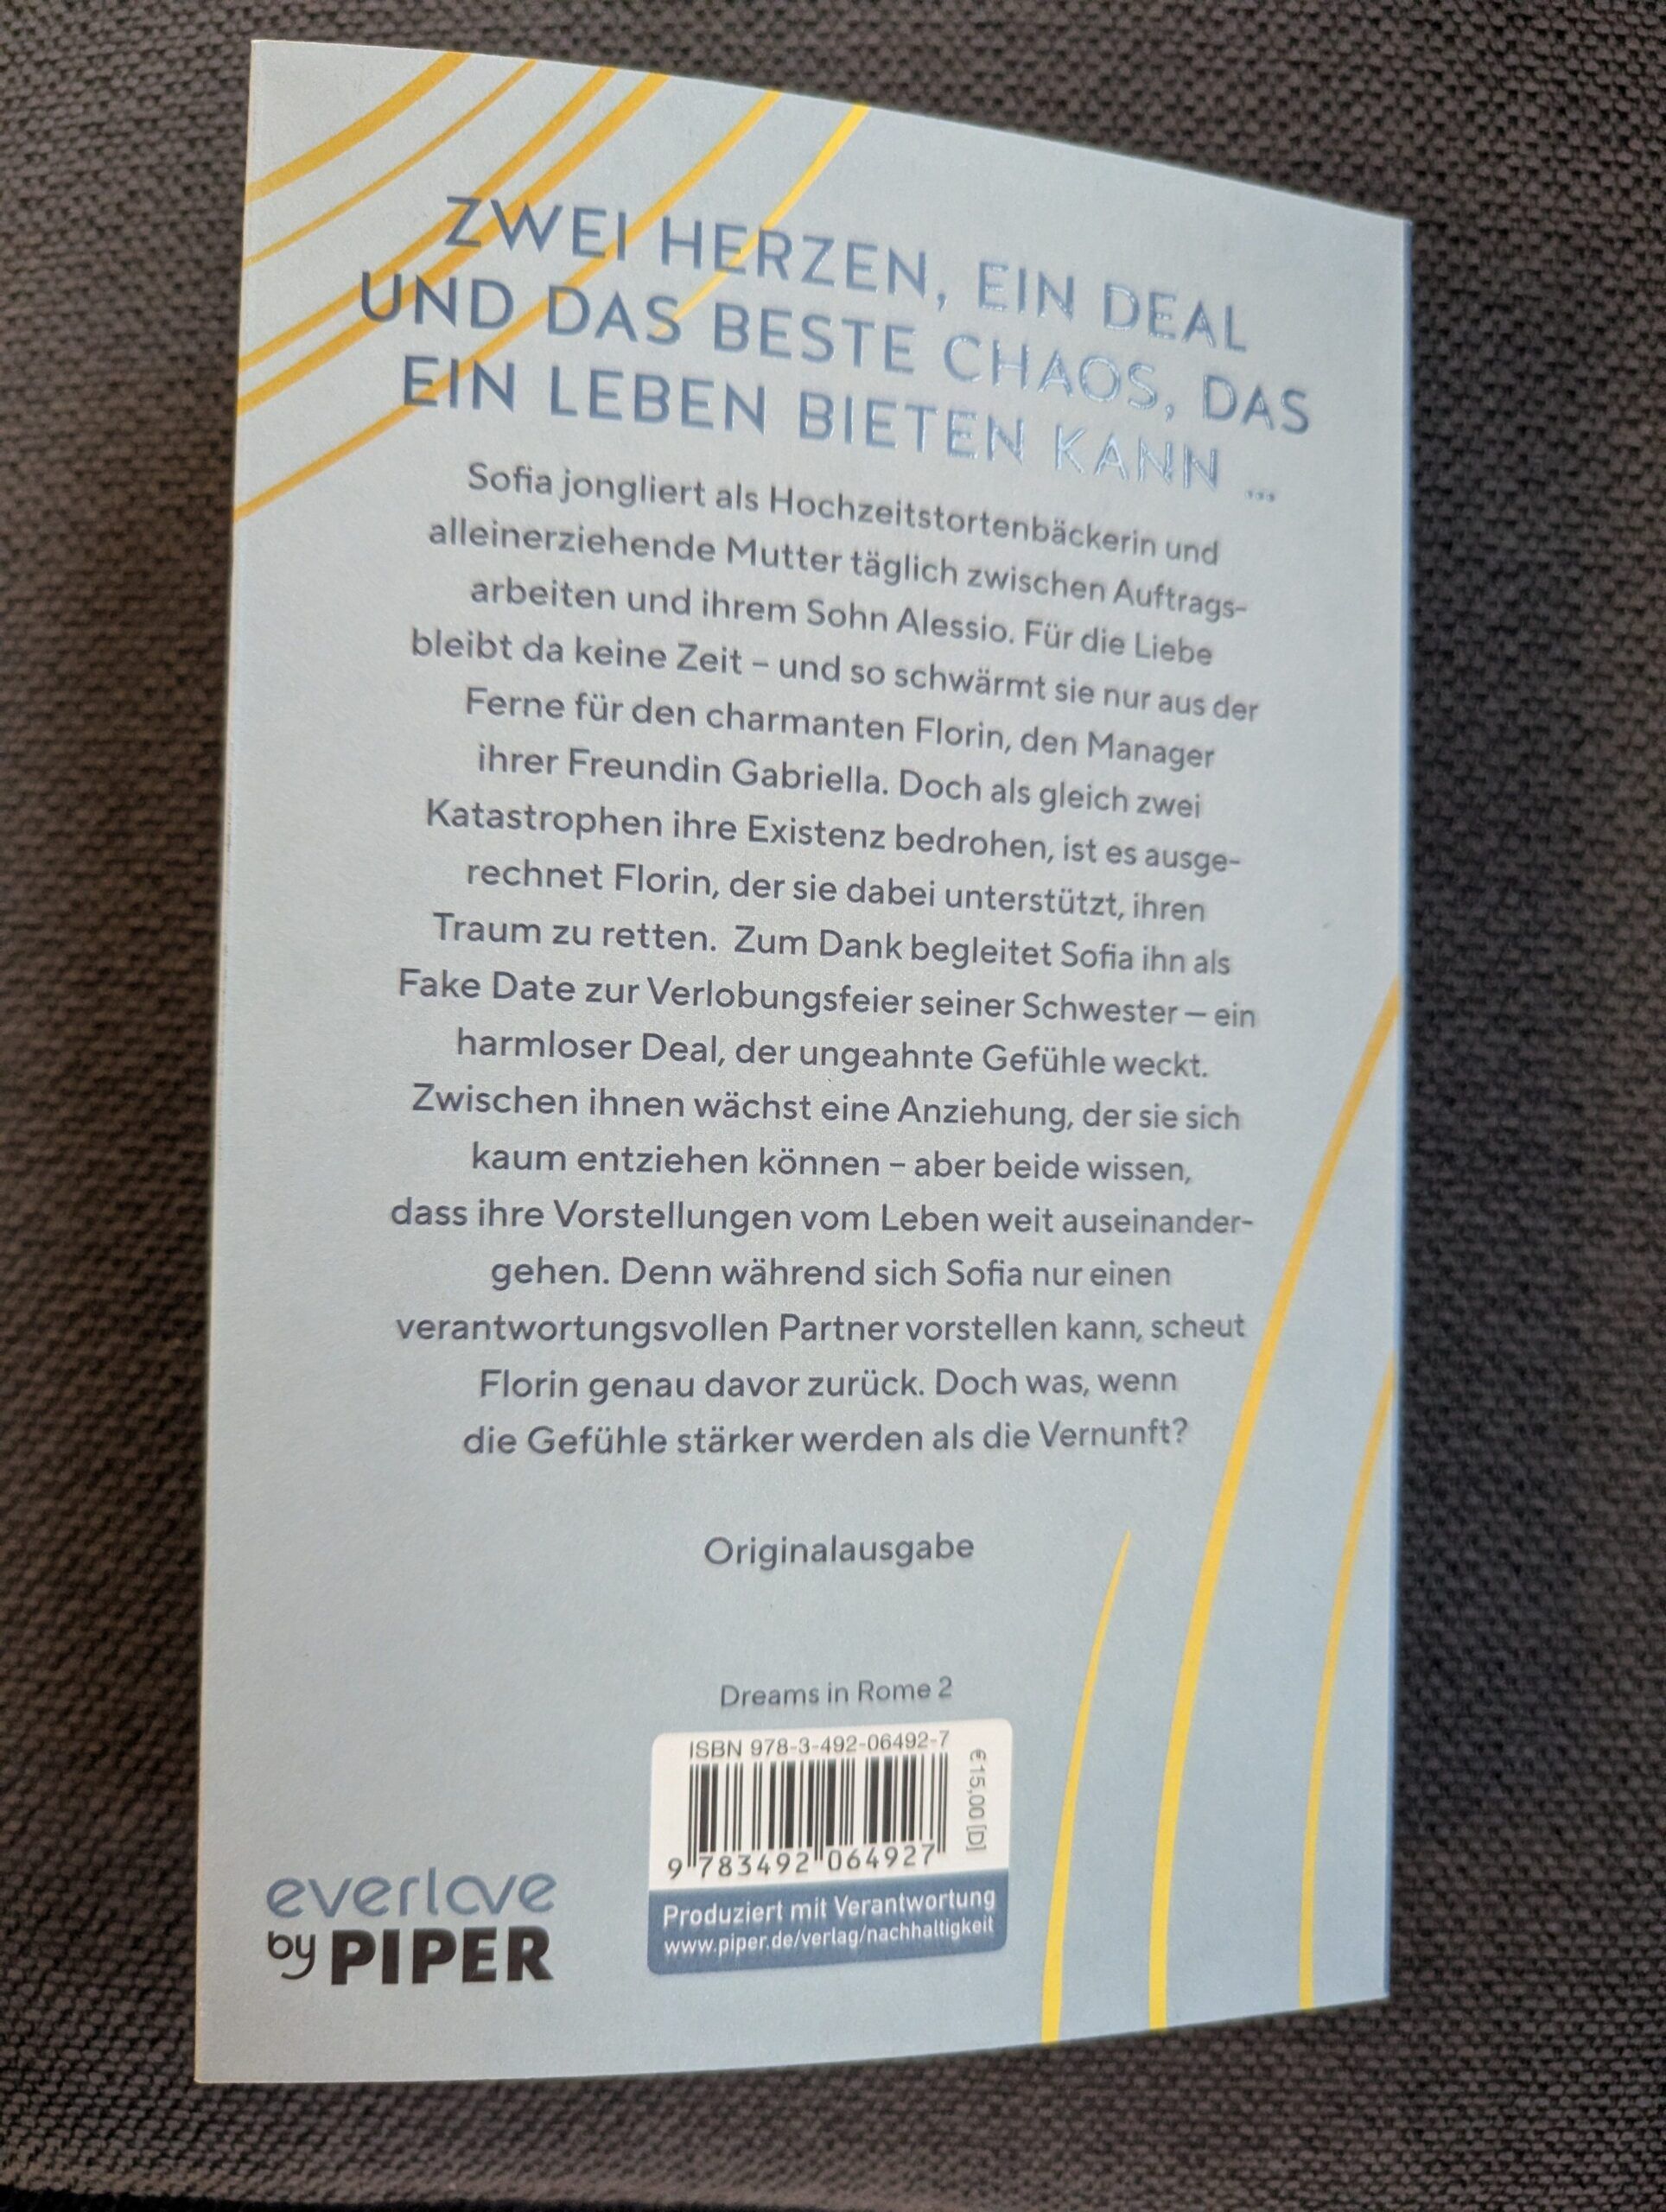 ZWEI HERZEN, EIN DEAL
UND DAS BESTE CHAOS, DAS
EIN LEBEN BIETEN KANN ...
Sofia jongliert als Hochzeitstortenbäckerin und
alleinerziehende Mutter täglich zwischen Auftrags-
arbeiten und ihrem Sohn Alessio. Für die Liebe
bleibt da keine Zeit – und so schwärmt sie nur aus der
Ferne für den charmanten Florin, den Manager
ihrer Freundin Gabriella. Doch als gleich zwei
Katastrophen ihre Existenz bedrohen, ist es ausge-
rechnet Florin, der sie dabei unterstützt, ihren
Traum zu retten. Zum Dank begleitet Sofia ihn als
Fake Date zur Verlobungsfeier seiner Schwester – ein
harmloser Deal, der ungeahnte Gefühle weckt.
Zwischen ihnen wächst eine Anziehung, der sie sich
kaum entziehen können – aber beide wissen,
dass ihre Vorstellungen vom Leben weit auseinander-
gehen. Denn während sich Sofia nur einen
verantwortungsvollen Partner vorstellen kann, scheut
Florin genau davor zurück. Doch was, wenn
die Gefühle stärker werden als die Vernunft?
Originalausgabe
Dreams in Rome 2
ISBN 978-3-492-06492-7
€ 15,00 [D]
9 783492 064927
Produziert mit Verantwortung
www.piper.de/verlag/nachhaltigkeit
everlove
by PIPER